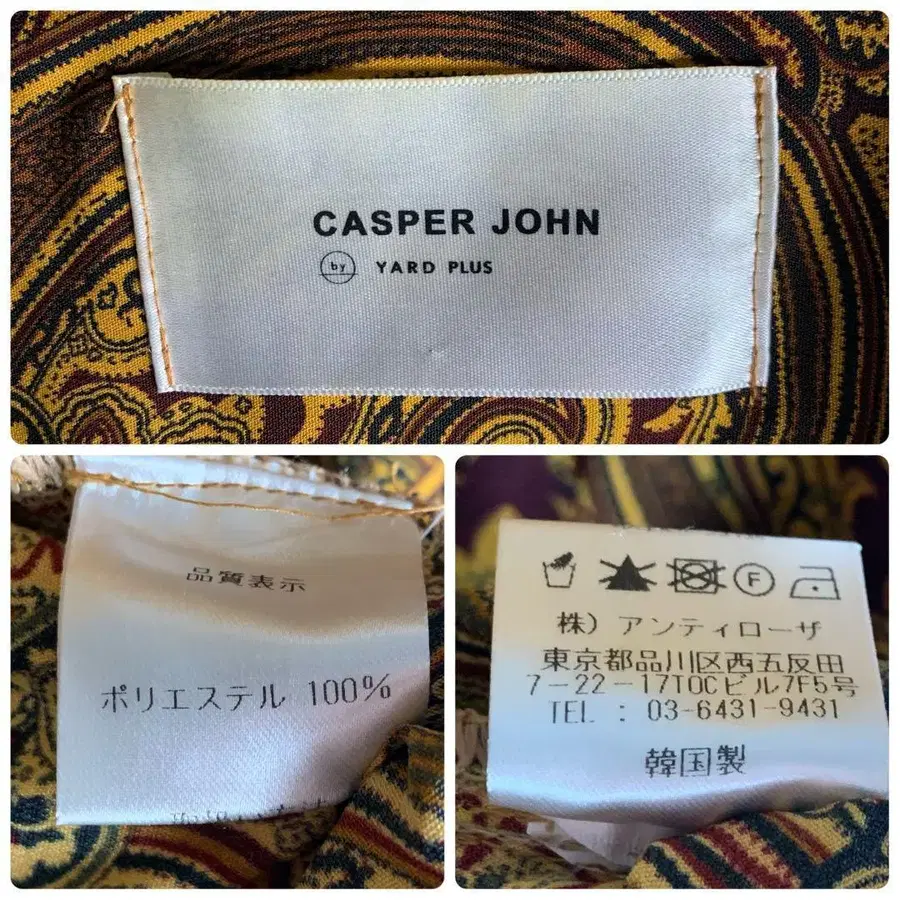 CASPER JOHN
by YARD PLUS
品質表示
ポリエステル 100%
F
株）アンティローザ
東京都品川区西五反田
7－22－17TOCビル7F5号
TEL : 03-6431-9431
韓国製